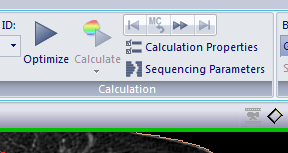 ID:
Optimize
Calculate
MC
Calculation Properties
Sequencing Parameters
Calculation
B
S